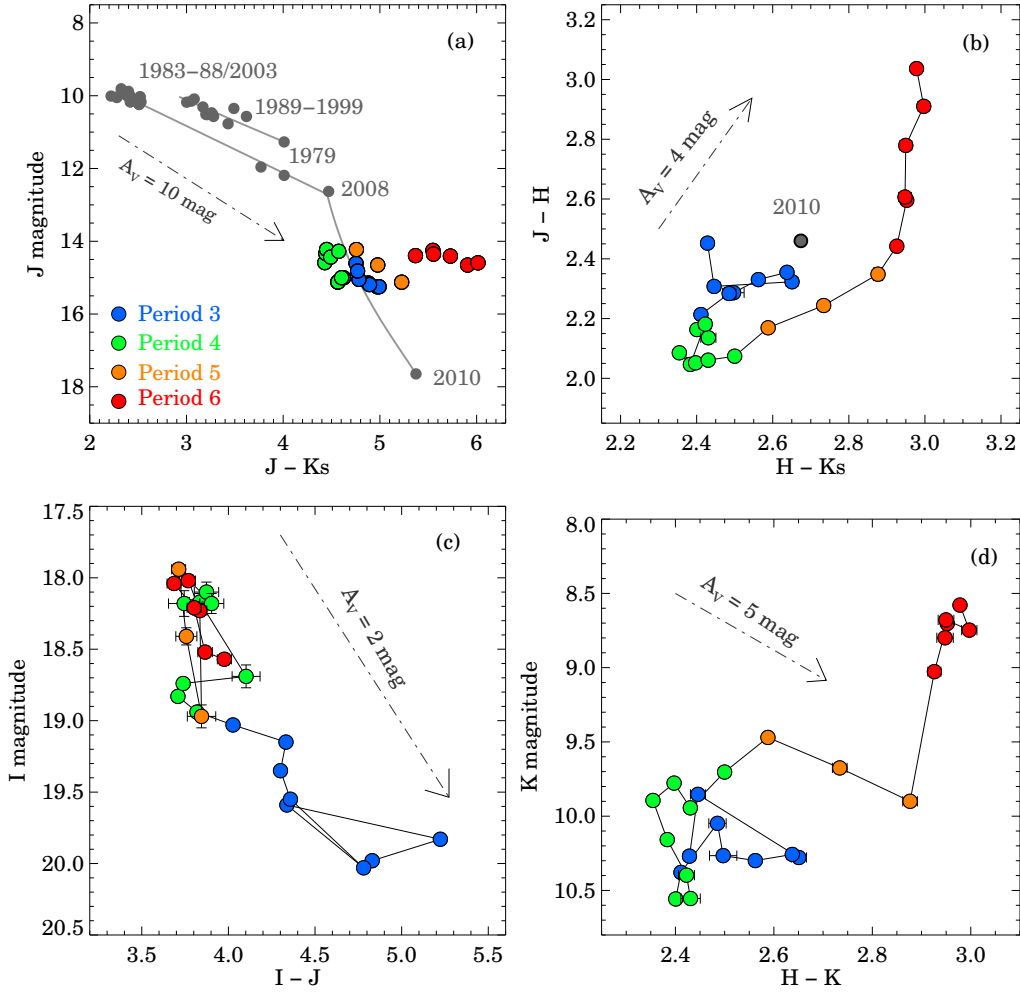 8
10
12
14
16
18
J magnitude
(a)
1983–88/2003
1989–1999
1979
2008
A_V = 10 mag
Period 3
Period 4
Period 5
Period 6
2010
2
3
4
5
6
J – Ks
3.2
3.0
2.8
2.6
2.4
2.2
2.0
J – H
(b)
A_V = 4 mag
2010
2.2
2.4
2.6
2.8
3.0
3.2
H – Ks
17.5
18.0
18.5
19.0
19.5
20.0
20.5
I magnitude
(c)
A_V = 2 mag
3.5
4.0
4.5
5.0
5.5
I – J
8.0
8.5
9.0
9.5
10.0
10.5
K magnitude
(d)
A_V = 5 mag
2.4
2.6
2.8
3.0
H – K